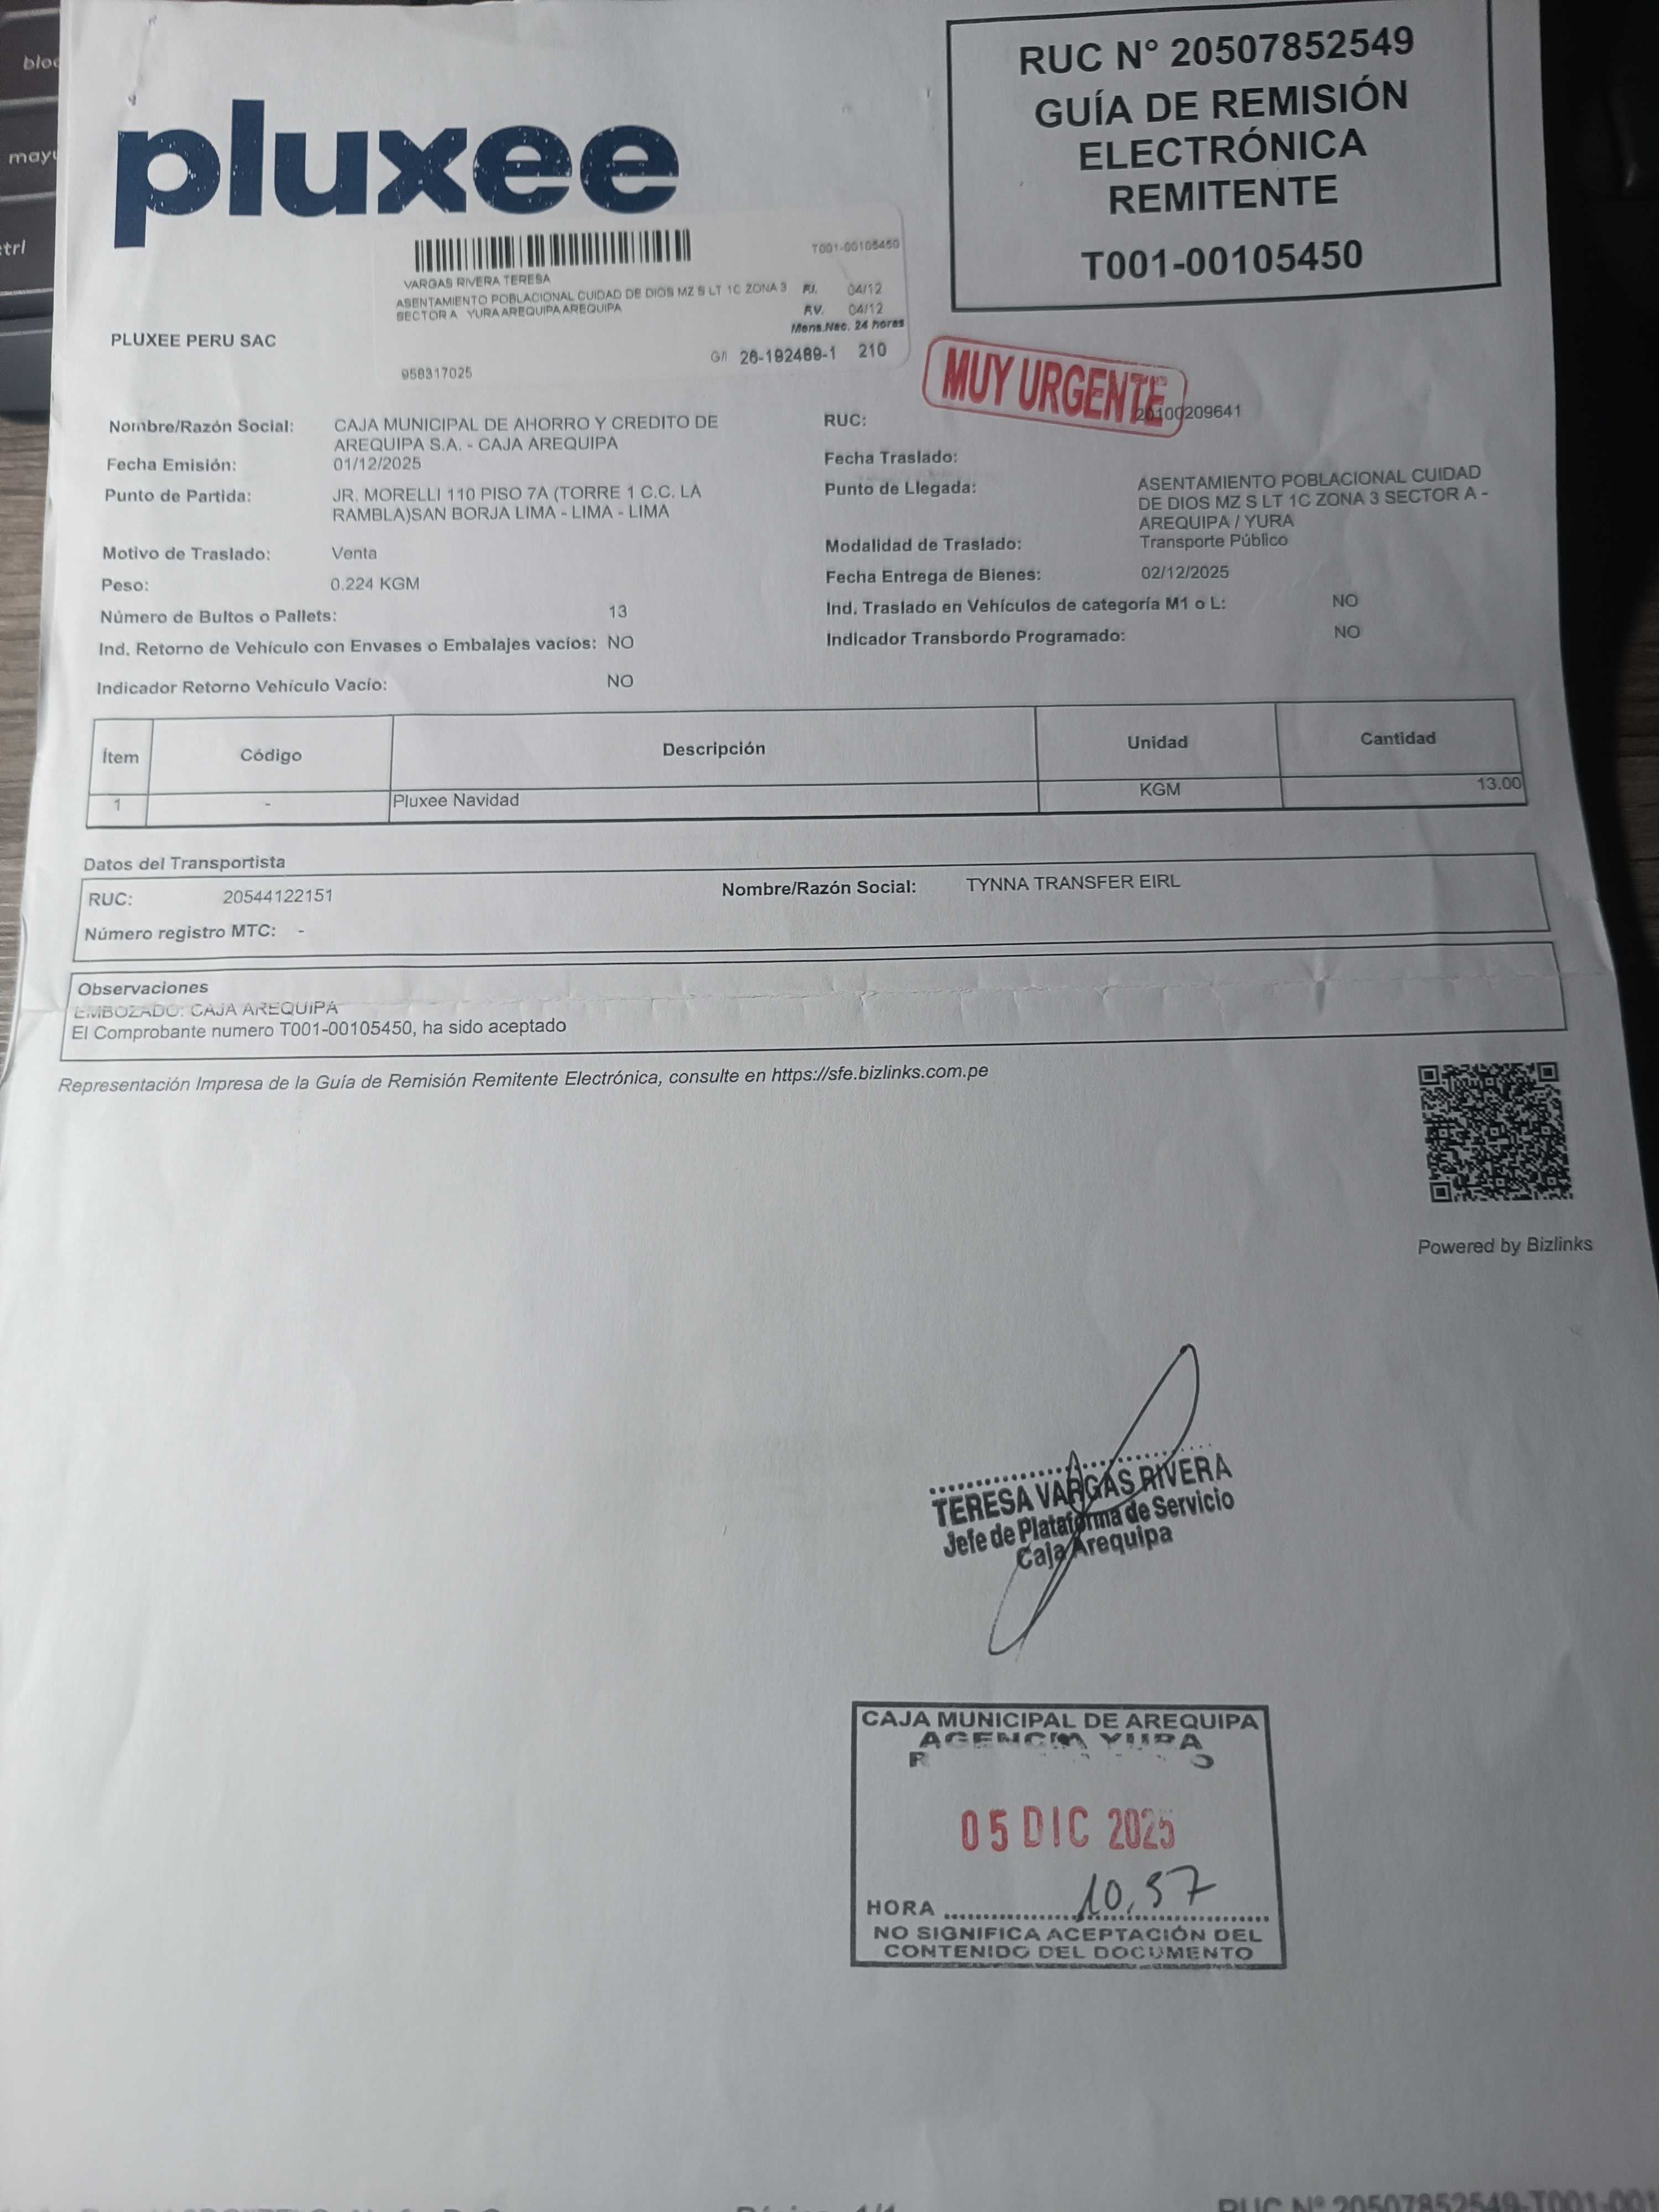 RUC N° 20507852549
GUÍA DE REMISIÓN
ELECTRÓNICA
REMITENTE
T001-00105450
pluxee
T001-00105450
VARGAS RIVERA TERESA
ASENTAMIENTO POBLACIONAL CUIDAD DE DIOS MZ S LT 1C ZONA 3
SECTOR A YURA AREQUIPA AREQUIPA
P.I. 04/12
P.V. 04/12
Mens.Nac. 24 horas
G/I 26-192489-1 210
958317025
PLUXEE PERU SAC
MUY URGENTE
Nombre/Razón Social: CAJA MUNICIPAL DE AHORRO Y CREDITO DE
AREQUIPA S.A. - CAJA AREQUIPA
RUC: 20100209641
Fecha Emisión: 01/12/2025
Fecha Traslado:
Punto de Partida: JR. MORELLI 110 PISO 7A (TORRE 1 C.C. LA
RAMBLA)SAN BORJA LIMA - LIMA - LIMA
Punto de Llegada: ASENTAMIENTO POBLACIONAL CUIDAD
DE DIOS MZ S LT 1C ZONA 3 SECTOR A -
AREQUIPA / YURA
Motivo de Traslado: Venta
Modalidad de Traslado: Transporte Público
Peso: 0.224 KGM
Fecha Entrega de Bienes: 02/12/2025
Número de Bultos o Pallets: 13
Ind. Traslado en Vehículos de categoría M1 o L: NO
Ind. Retorno de Vehículo con Envases o Embalajes vacíos: NO
Indicador Transbordo Programado: NO
Indicador Retorno Vehículo Vacío: NO
Ítem Código Descripción Unidad Cantidad
1 - Pluxee Navidad KGM 13.00
Datos del Transportista
RUC: 20544122151 Nombre/Razón Social: TYNNA TRANSFER EIRL
Número registro MTC: -
Observaciones
EMBOZADO: CAJA AREQUIPA
El Comprobante numero T001-00105450, ha sido aceptado
Representación Impresa de la Guía de Remisión Remitente Electrónica, consulte en https://sfe.bizlinks.com.pe
Powered by Bizlinks
TERESA VARGAS RIVERA
Jefe de Plataforma de Servicio
Caja Arequipa
CAJA MUNICIPAL DE AREQUIPA
AGENCIA YURA
05 DIC 2025
HORA 10,57
NO SIGNIFICA ACEPTACIÓN DEL
CONTENIDO DEL DOCUMENTO